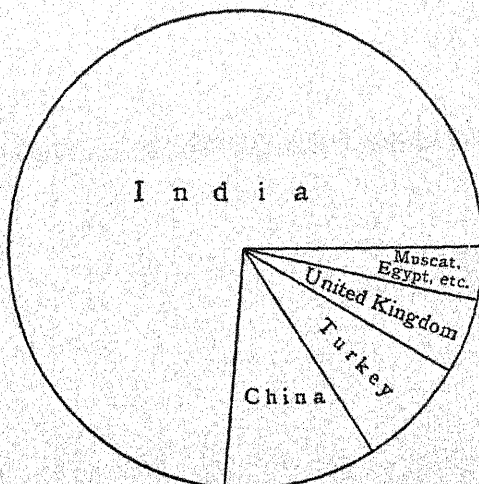 India
Muscat,
Egypt, etc.
United Kingdom
Turkey
China